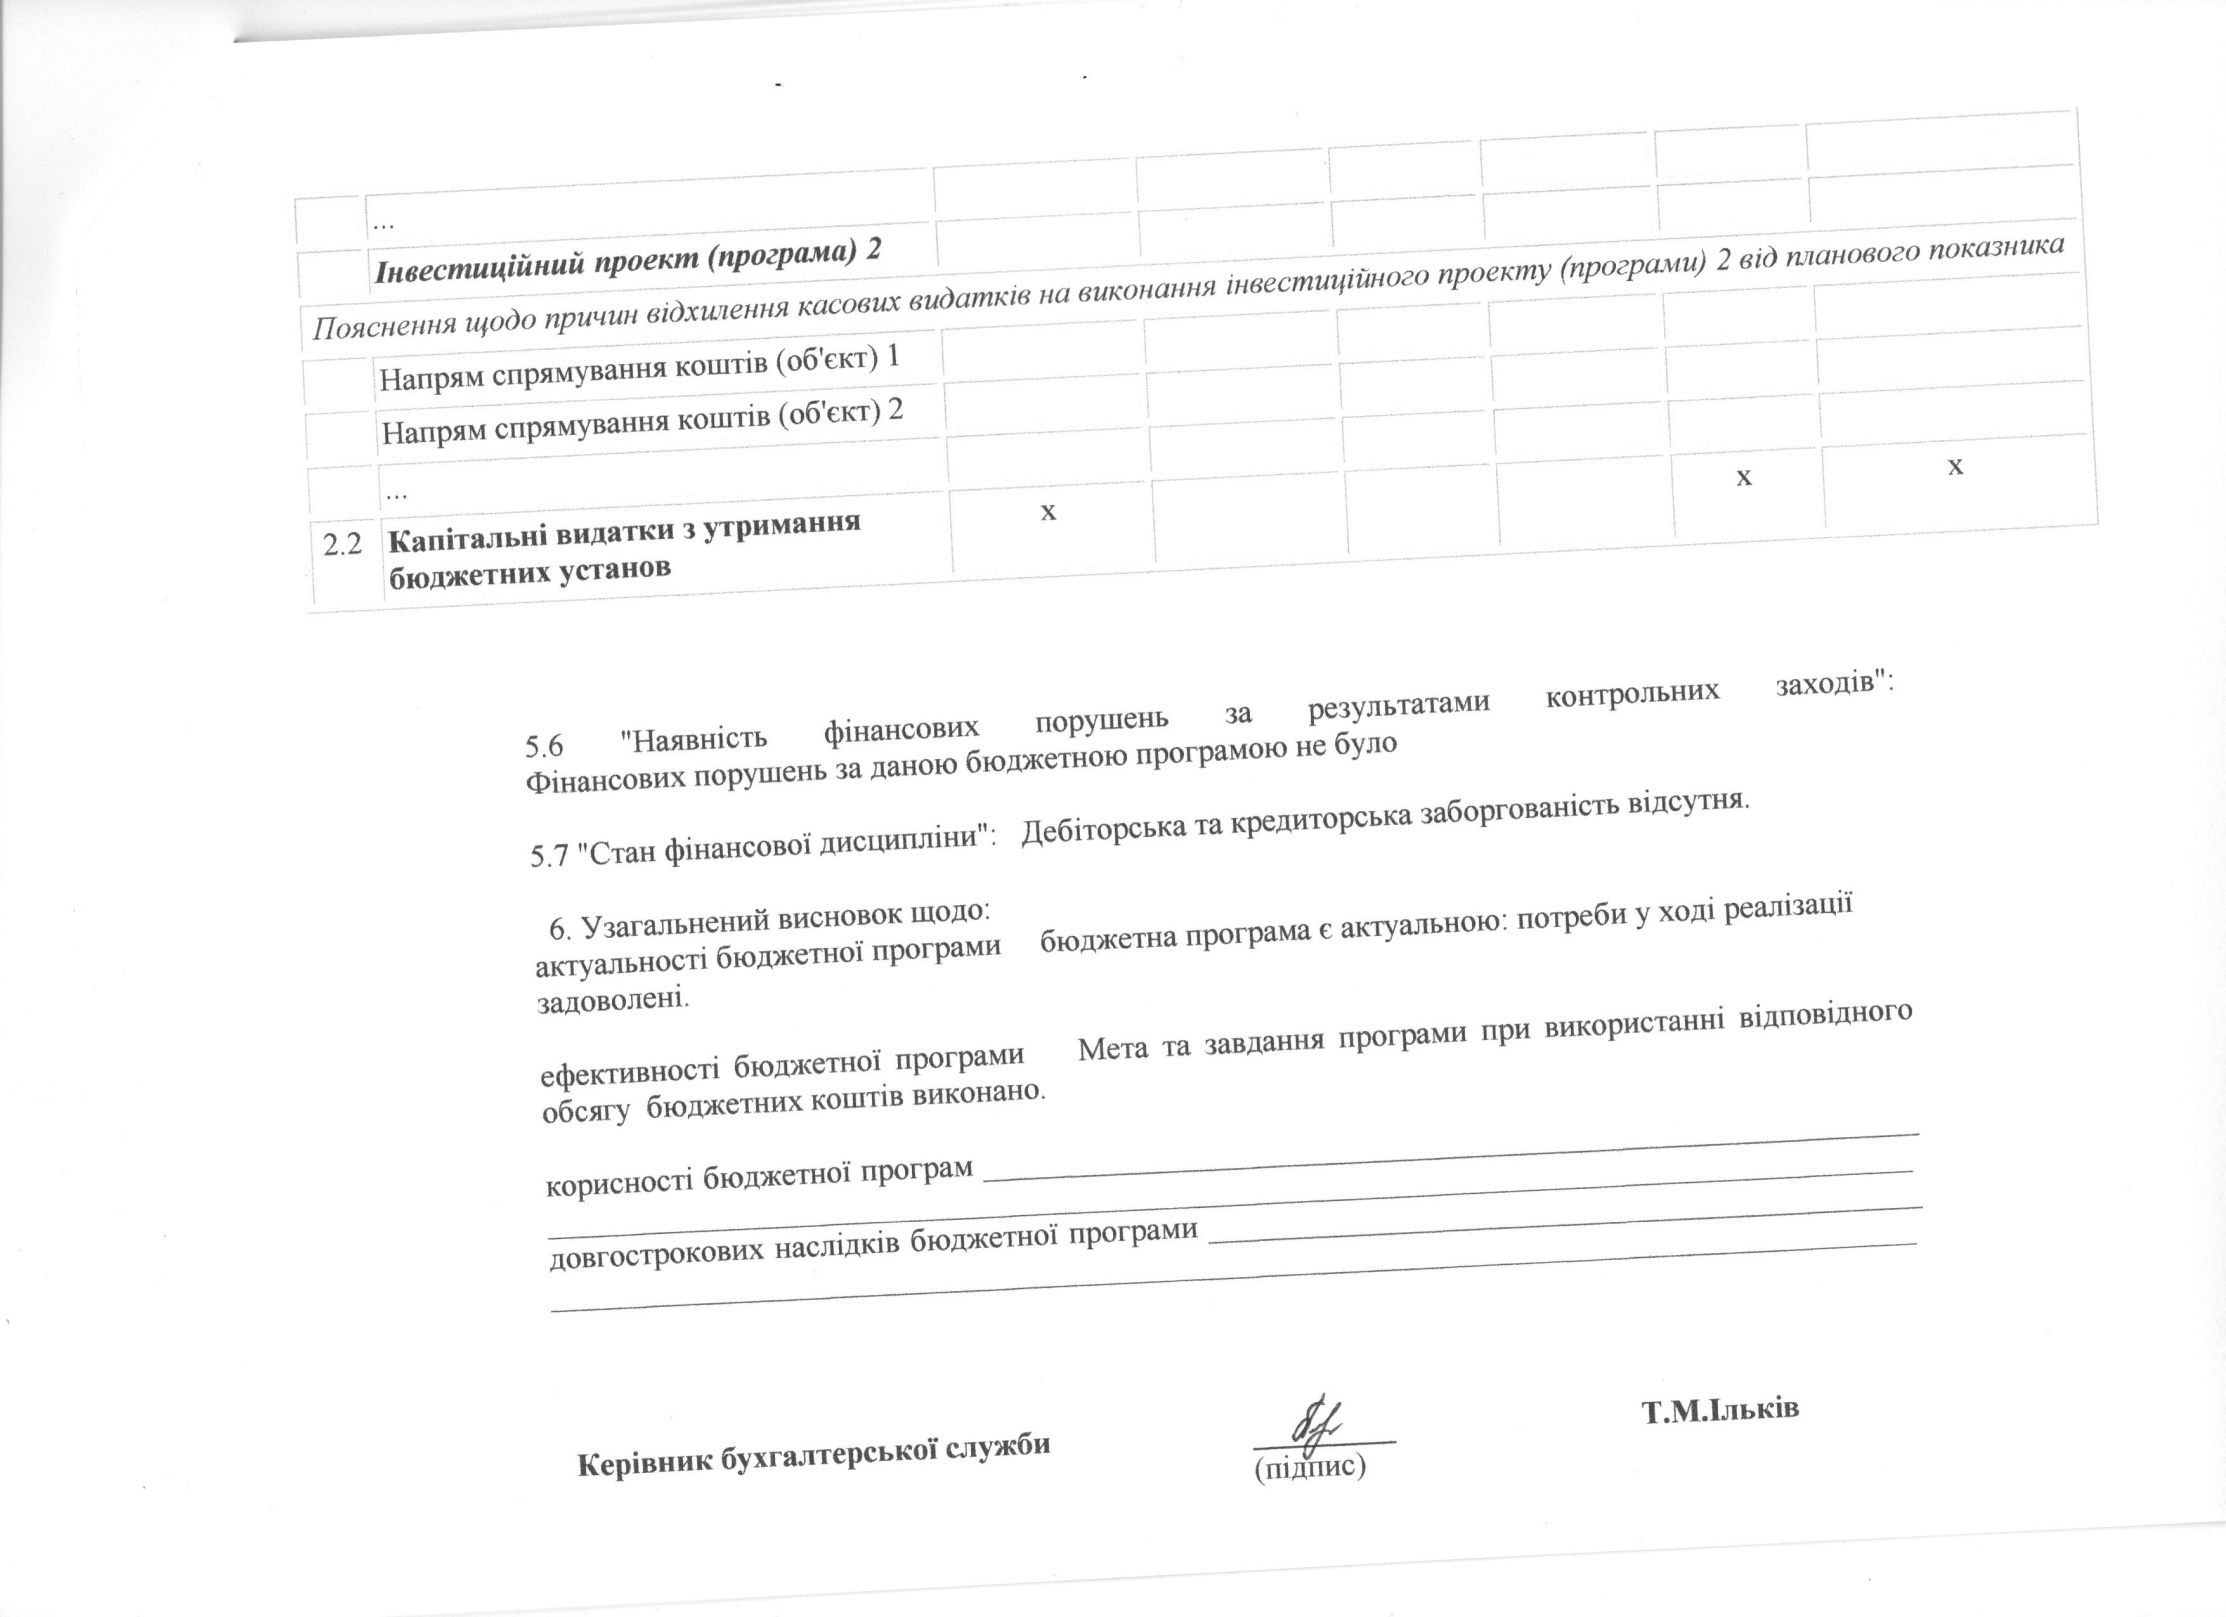 ...
Інвестиційний проект (програма) 2
Пояснення щодо причин відхилення касових видатків на виконання інвестиційного проекту (програми) 2 від планового показника
Напрям спрямування коштів (об'єкт) 1
Напрям спрямування коштів (об'єкт) 2
...
2.2 Капітальні видатки з утримання х х х
бюджетних установ
5.6 "Наявність фінансових порушень за результатами контрольних заходів":
Фінансових порушень за даною бюджетною програмою не було
5.7 "Стан фінансової дисципліни": Дебіторська та кредиторська заборгованість відсутня.
6. Узагальнений висновок щодо:
актуальності бюджетної програми бюджетна програма є актуальною: потреби у ході реалізації
задоволені.
ефективності бюджетної програми Мета та завдання програми при використанні відповідного
обсягу бюджетних коштів виконано.
корисності бюджетної програм
довгострокових наслідків бюджетної програми
Керівник бухгалтерської служби Т.М.Ільків
(підпис)